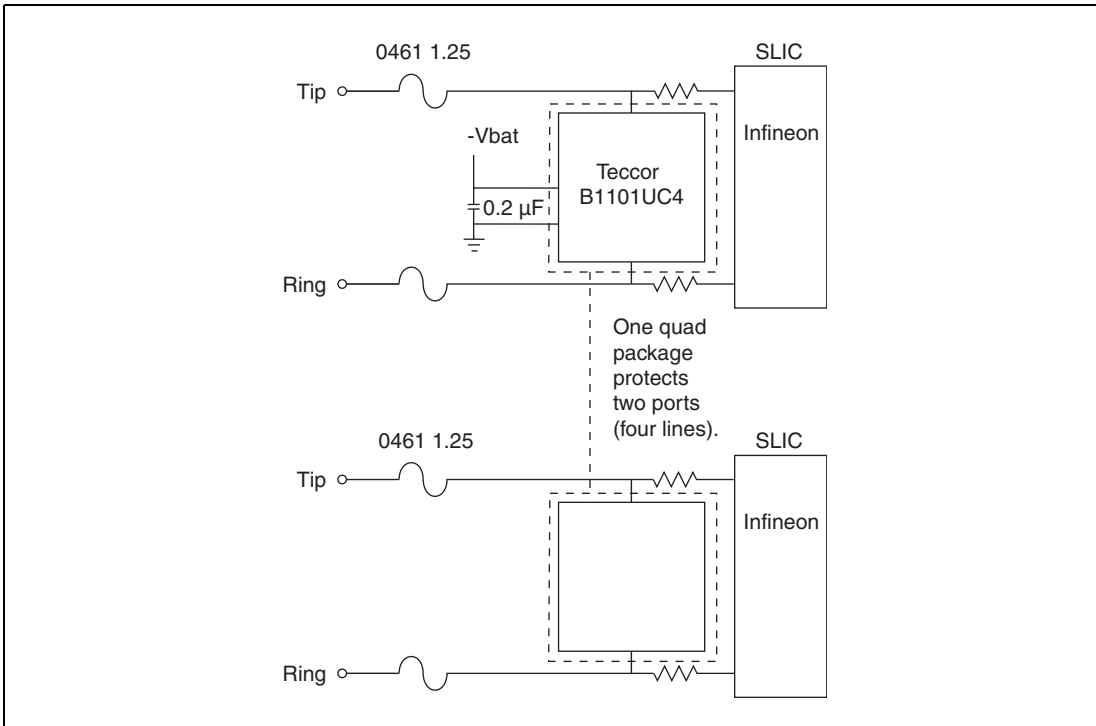 0461 1.25
SLIC
Tip
Infineon
-Vbat
Teccor
B1101UC4
0.2 µF
Ring
One quad
package
protects
two ports
(four lines).
0461 1.25
SLIC
Tip
Infineon
Ring